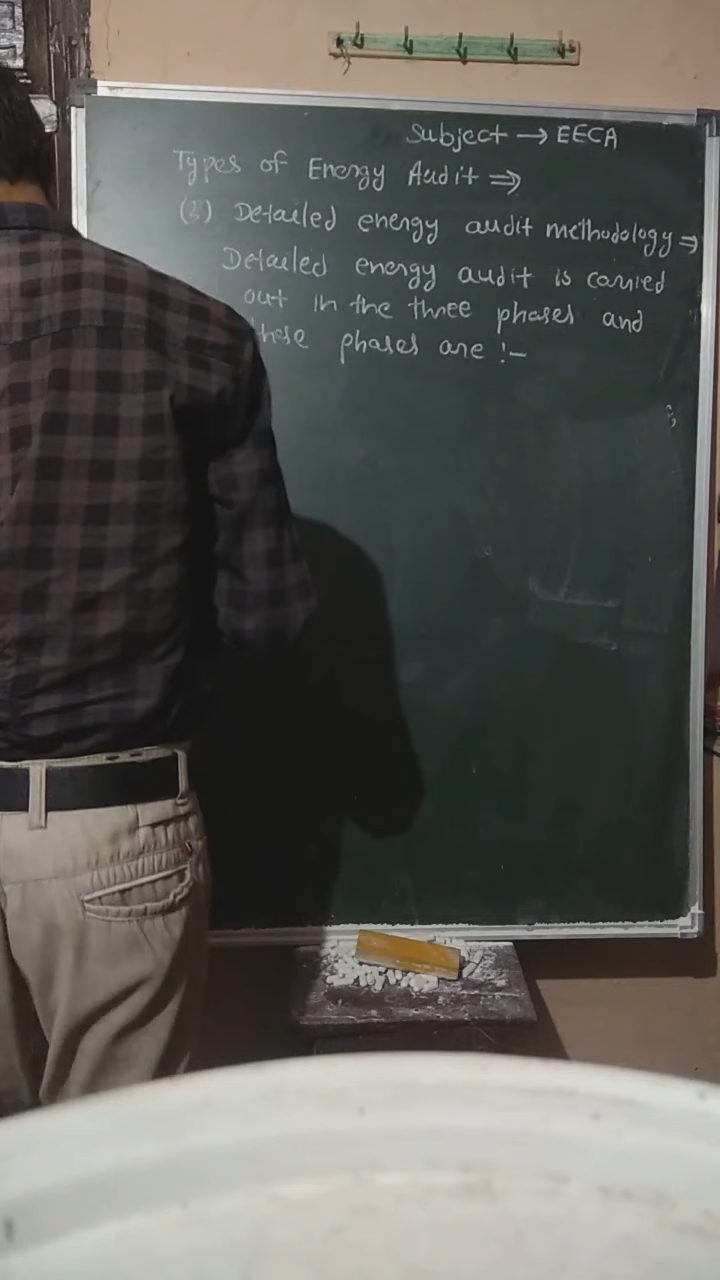 Subject → EECA
Types of Energy Audit ⇒
(2) Detailed energy audit methodology ⇒
Detailed energy audit is carried
out in the three phases and
these phases are :-